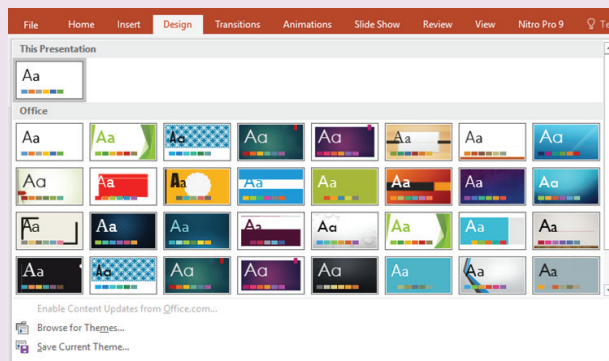 File Home Insert Design Transitions Animations Slide Show Review View Nitro Pro 9 Te
This Presentation
Aa
Office
Aa Aa Aa Aa Aa Aa Aa Aa
Aa Aa Aa Aa Aa Aa Aa Aa
Aa Aa Aa Aa Aa Aa Aa Aa
Aa Aa Aa Aa Aa Aa Aa Aa
Enable Content Updates from Office.com...
Browse for Themes...
Save Current Theme...